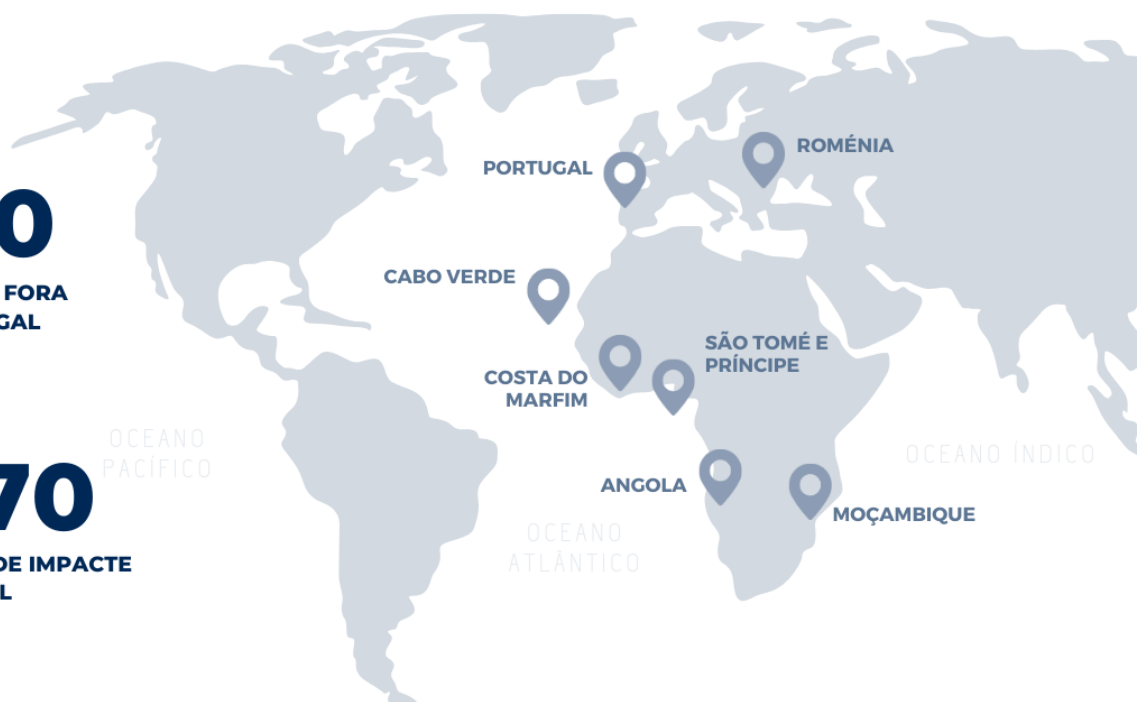 0
FORA
GAL
70
DE IMPACTE
L
PORTUGAL
ROMÉNIA
CABO VERDE
SÃO TOMÉ E
PRÍNCIPE
COSTA DO
MARFIM
ANGOLA
MOÇAMBIQUE
OCEANO
PACÍFICO
OCEANO
ATLÂNTICO
OCEANO ÍNDICO